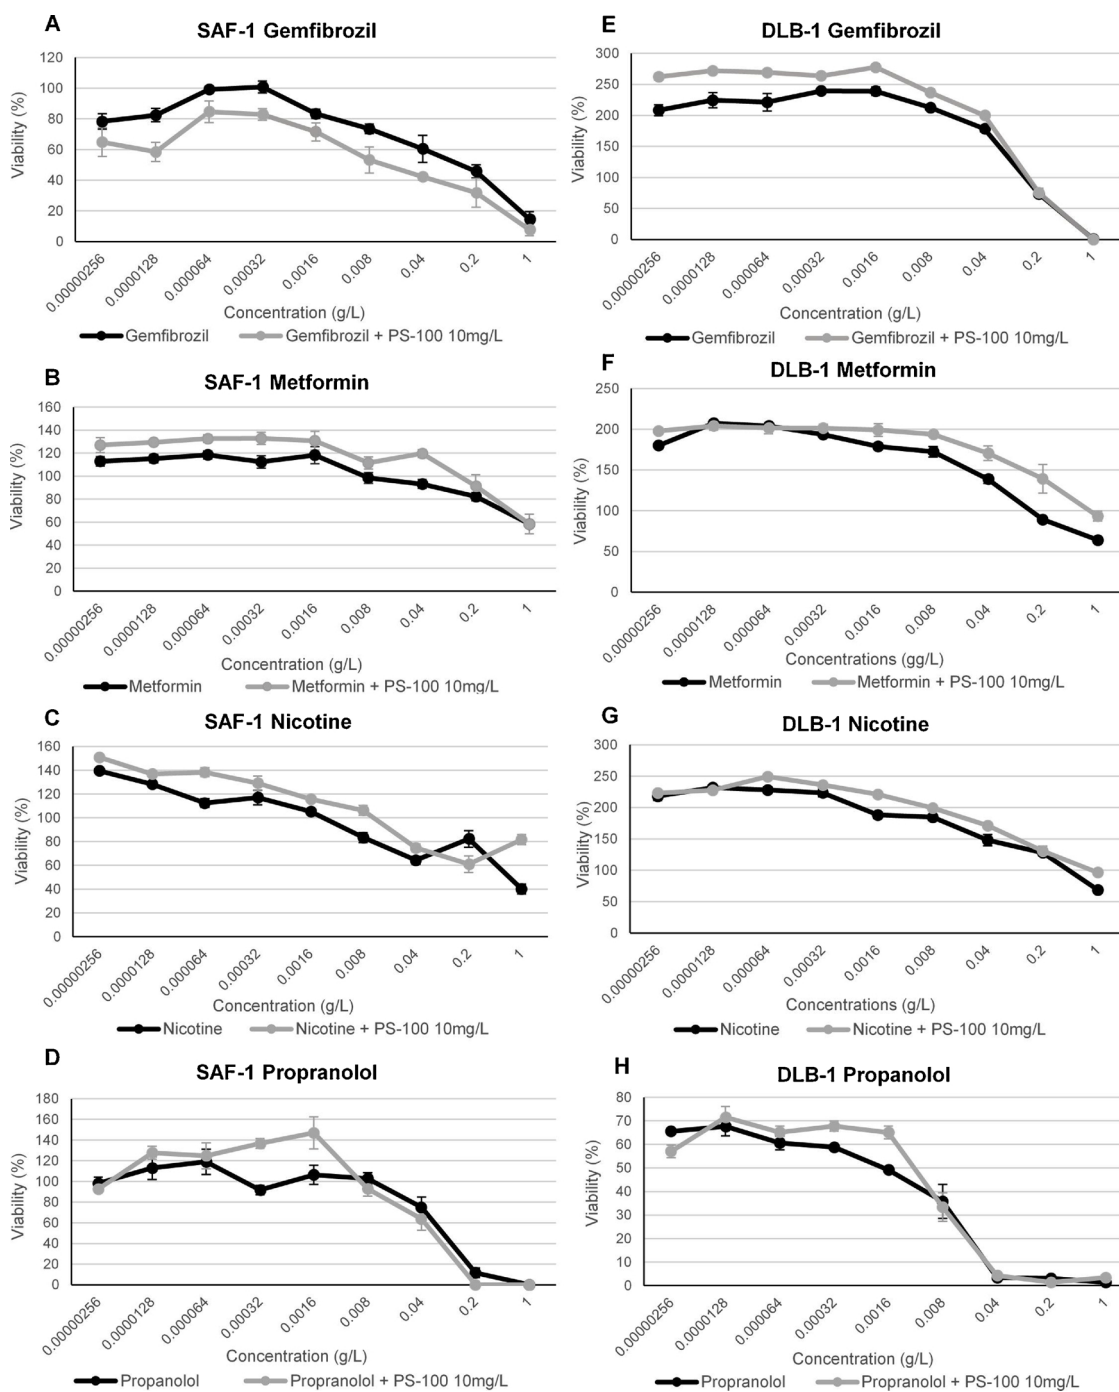 A
SAF-1 Gemfibrozil
120
100
80
60
40
20
0
Viability (%)
0.00000256
0.0000128
0.000064
0.00032
0.0016
0.008
0.04
0.2
1
Concentration (g/L)
Gemfibrozil
Gemfibrozil + PS-100 10mg/L
B
SAF-1 Metformin
160
140
120
100
80
60
40
20
0
Viability (%)
0.00000256
0.0000128
0.000064
0.00032
0.0016
0.008
0.04
0.2
1
Concentration (g/L)
Metformin
Metformin + PS-100 10mg/L
C
SAF-1 Nicotine
160
140
120
100
80
60
40
20
0
Viability (%)
0.00000256
0.0000128
0.000064
0.00032
0.0016
0.008
0.04
0.2
1
Concentration (g/L)
Nicotine
Nicotine + PS-100 10mg/L
D
SAF-1 Propranolol
180
160
140
120
100
80
60
40
20
0
Viability (%)
0.00000256
0.0000128
0.000064
0.00032
0.0016
0.008
0.04
0.2
1
Concentration (g/L)
Propanolol
Propanolol + PS-100 10mg/L
E
DLB-1 Gemfibrozil
300
250
200
150
100
50
0
Viability (%)
0.00000256
0.0000128
0.000064
0.00032
0.0016
0.008
0.04
0.2
1
Concentration (g/L)
Gemfibrozil
Gemfibrozil + PS-100 10mg/L
F
DLB-1 Metformin
250
200
150
100
50
0
Viability (%)
0.00000256
0.0000128
0.000064
0.00032
0.0016
0.008
0.04
0.2
1
Concentrations (gg/L)
Metformin
Metformin + PS-100 10mg/L
G
DLB-1 Nicotine
300
250
200
150
100
50
0
Viability (%)
0.00000256
0.0000128
0.000064
0.00032
0.0016
0.008
0.04
0.2
1
Concentrations (g/L)
Nicotine
Nicotine + PS-100 10mg/L
H
DLB-1 Propanolol
80
70
60
50
40
30
20
10
0
Viability (%)
0.00000256
0.0000128
0.000064
0.00032
0.0016
0.008
0.04
0.2
1
Concentration (g/L)
Propanolol
Propanolol + PS-100 10mg/L